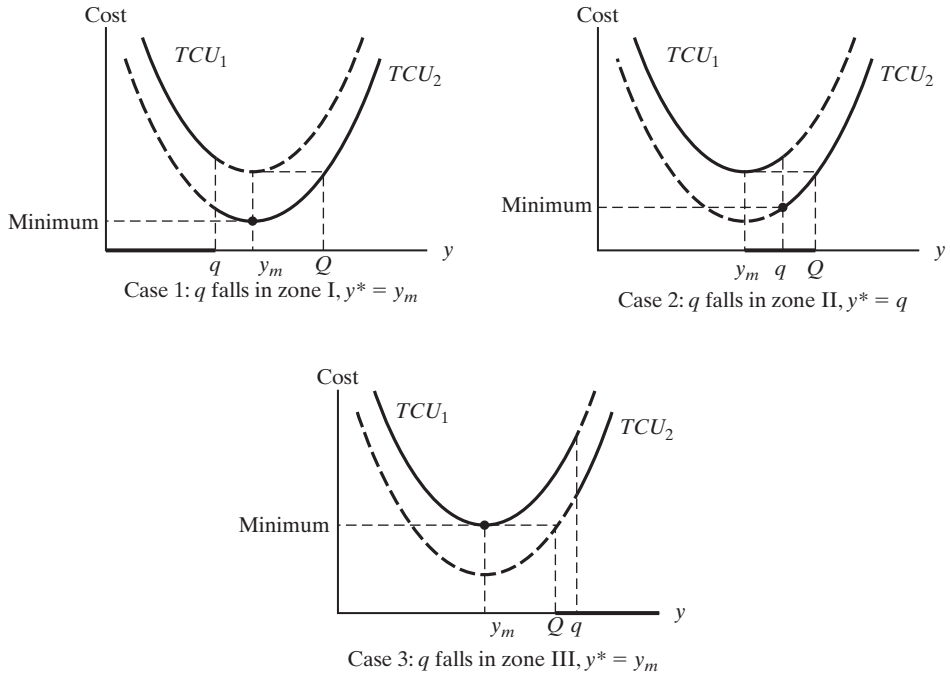 Cost
TCU₁
TCU₂
Minimum
q yₘ Q y
Case 1: q falls in zone I, y* = yₘ
Cost
TCU₁
TCU₂
Minimum
yₘ q Q y
Case 2: q falls in zone II, y* = q
Cost
TCU₁
TCU₂
Minimum
yₘ Q q y
Case 3: q falls in zone III, y* = yₘ